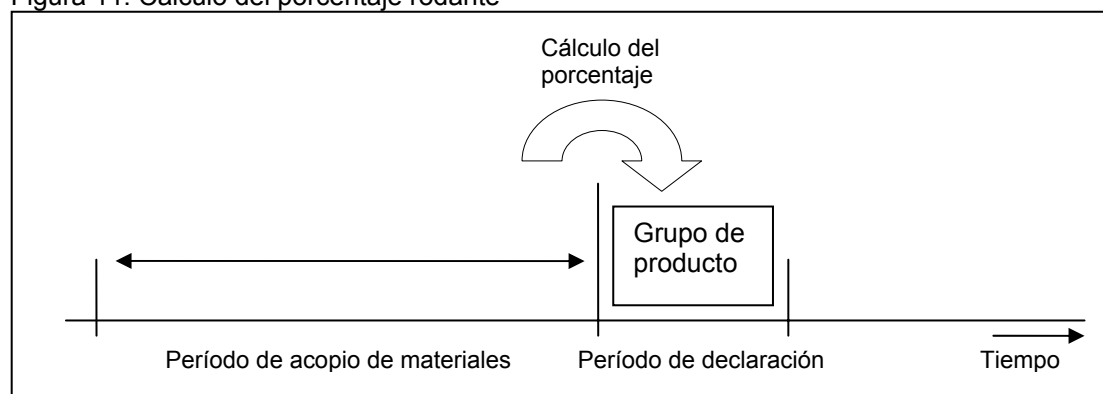 Figura 11: Cálculo del porcentaje rodante
Cálculo del
porcentaje
Grupo de
producto
Período de acopio de materiales
Período de declaración
Tiempo